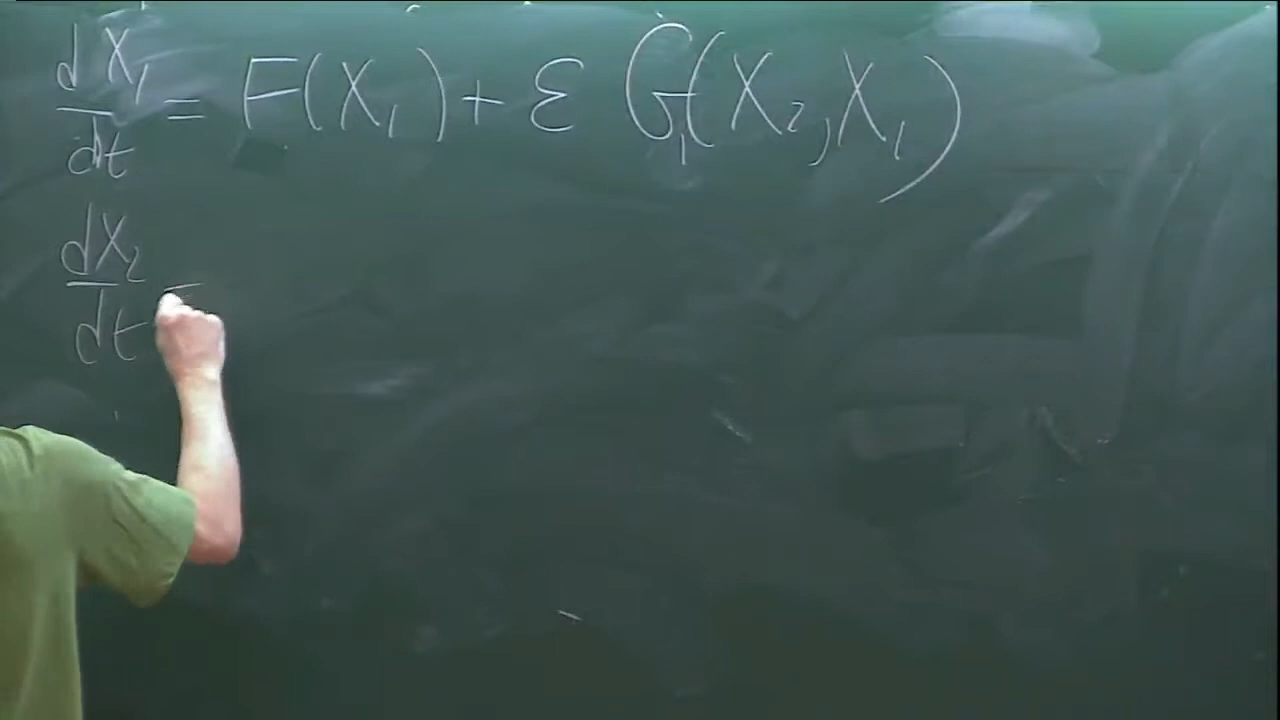 dX₁/dt = F(X₁) + ε G₁(X₂, X₁)
dX₂/dt =